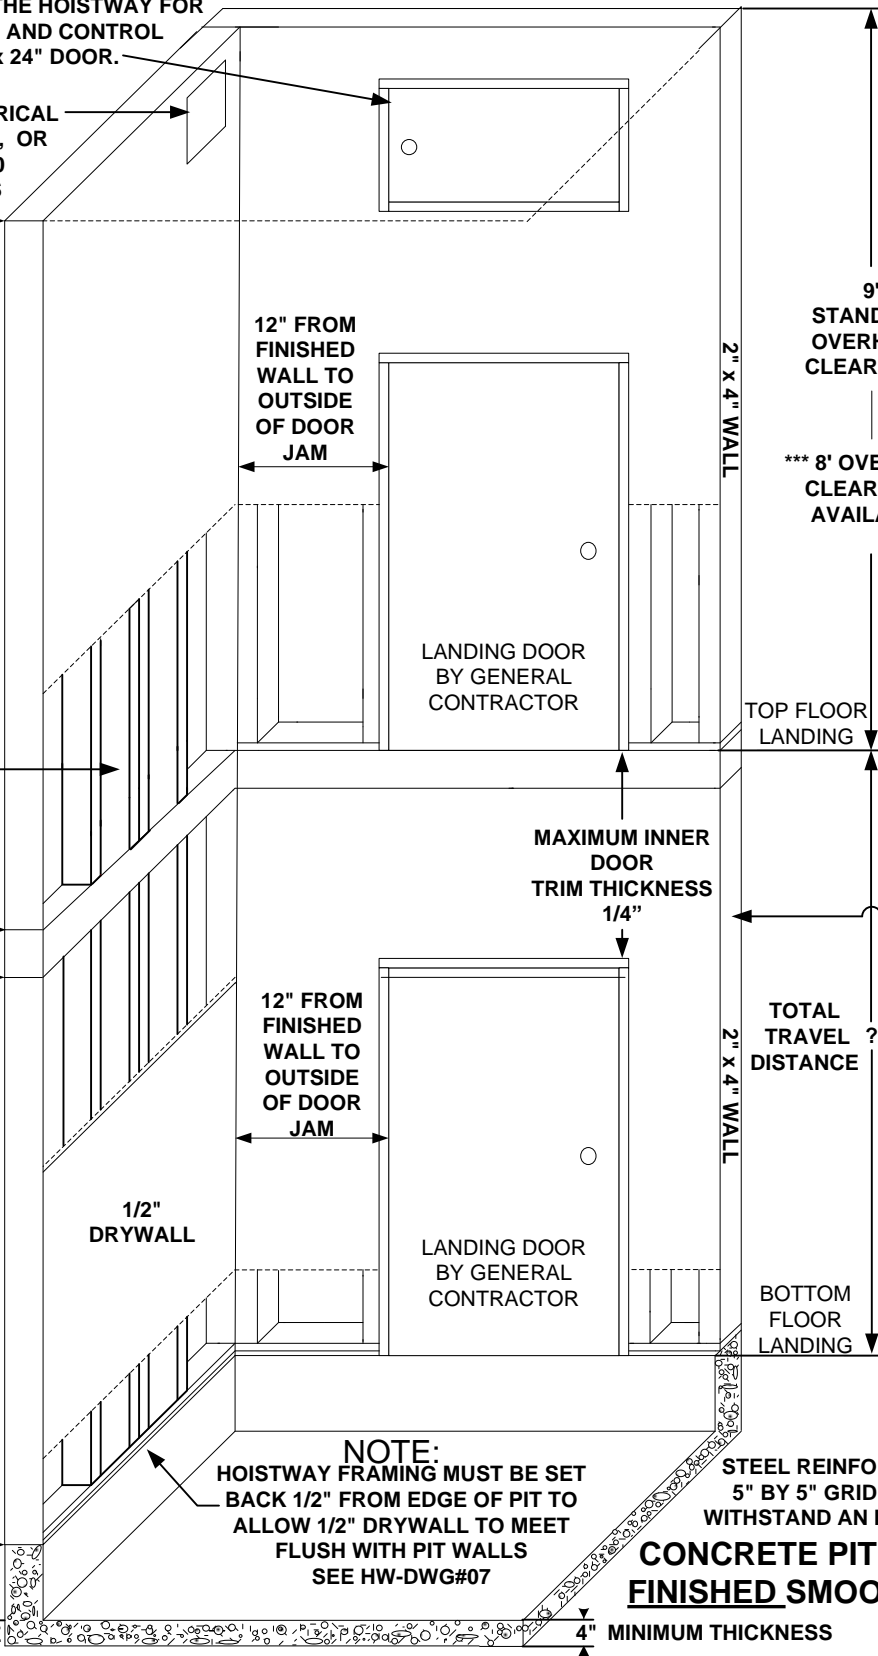 THE HOISTWAY FOR
AND CONTROL
x 24" DOOR.
RICAL
, OR
12" FROM
FINISHED
WALL TO
OUTSIDE
OF DOOR
JAM
2" x 4" WALL
9'
STAND
OVERH
CLEAR
*** 8' OVE
CLEAR
AVAILA
LANDING DOOR
BY GENERAL
CONTRACTOR
TOP FLOOR
LANDING
MAXIMUM INNER
DOOR
TRIM THICKNESS
1/4”
12" FROM
FINISHED
WALL TO
OUTSIDE
OF DOOR
JAM
TOTAL
TRAVEL ?
DISTANCE
2" x 4" WALL
1/2"
DRYWALL
LANDING DOOR
BY GENERAL
CONTRACTOR
BOTTOM
FLOOR
LANDING
NOTE:
HOISTWAY FRAMING MUST BE SET
BACK 1/2" FROM EDGE OF PIT TO
ALLOW 1/2" DRYWALL TO MEET
FLUSH WITH PIT WALLS
SEE HW-DWG#07
STEEL REINFO
5" BY 5" GRID
WITHSTAND AN
CONCRETE PIT
FINISHED SMOO
4" MINIMUM THICKNESS